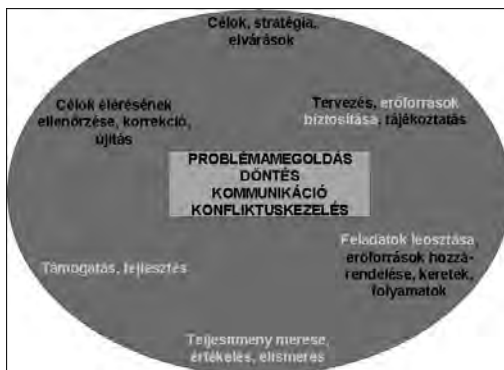 Célok, stratégia,
elvárások
Célok elérésének
ellenőrzése, korrekció,
újítás
Tervezés, erőforrások
biztosítása, tájékoztatás
PROBLÉMAMEGOLDÁS
DÖNTÉS
KOMMUNIKÁCIÓ
KONFLIKTUSKEZELÉS
Feladatok leosztása,
erőforrások hozzá-
rendelése, keretek,
folyamatok
Támogatás, fejlesztés
Teljesítmény mérése,
értékelés, elismerés